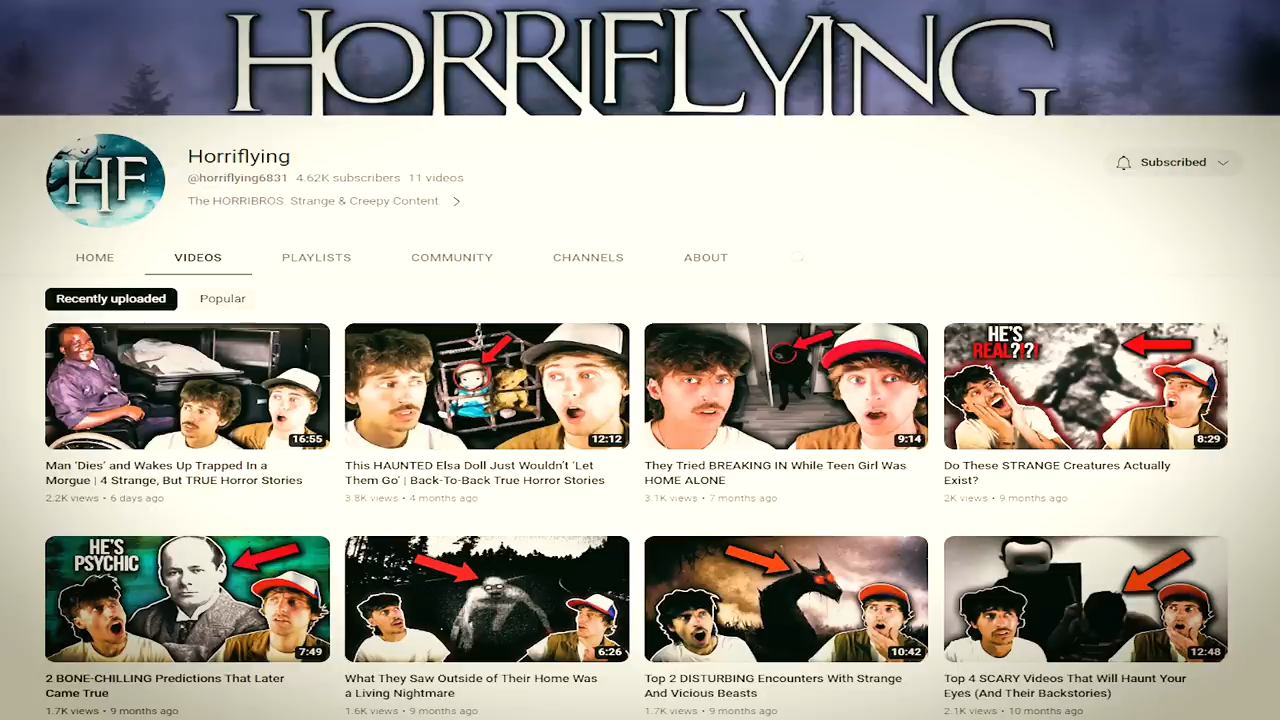 HORRIFLYING
HF
Horriflying
@horriflying6831 4.62K subscribers 11 videos
The HORRIBROS. Strange & Creepy Content
Subscribed
HOME VIDEOS PLAYLISTS COMMUNITY CHANNELS ABOUT
Recently uploaded Popular
16:55
12:12
9:14
HE'S
REAL?!?!
8:29
Man 'Dies' and Wakes Up Trapped In a
Morgue | 4 Strange, But TRUE Horror Stories
2.2K views • 6 days ago
This HAUNTED Elsa Doll Just Wouldn't 'Let
Them Go' | Back-To-Back True Horror Stories
3.8K views • 4 months ago
They Tried BREAKING IN While Teen Girl Was
HOME ALONE
3.1K views • 7 months ago
Do These STRANGE Creatures Actually
Exist?
2K views • 9 months ago
HE'S
PSYCHIC
7:49
6:26
10:42
12:48
2 BONE-CHILLING Predictions That Later
Came True
1.7K views • 9 months ago
What They Saw Outside of Their Home Was
a Living Nightmare
1.6K views • 9 months ago
Top 2 DISTURBING Encounters With Strange
And Vicious Beasts
1.7K views • 9 months ago
Top 4 SCARY Videos That Will Haunt Your
Eyes (And Their Backstories)
2.1K views • 10 months ago